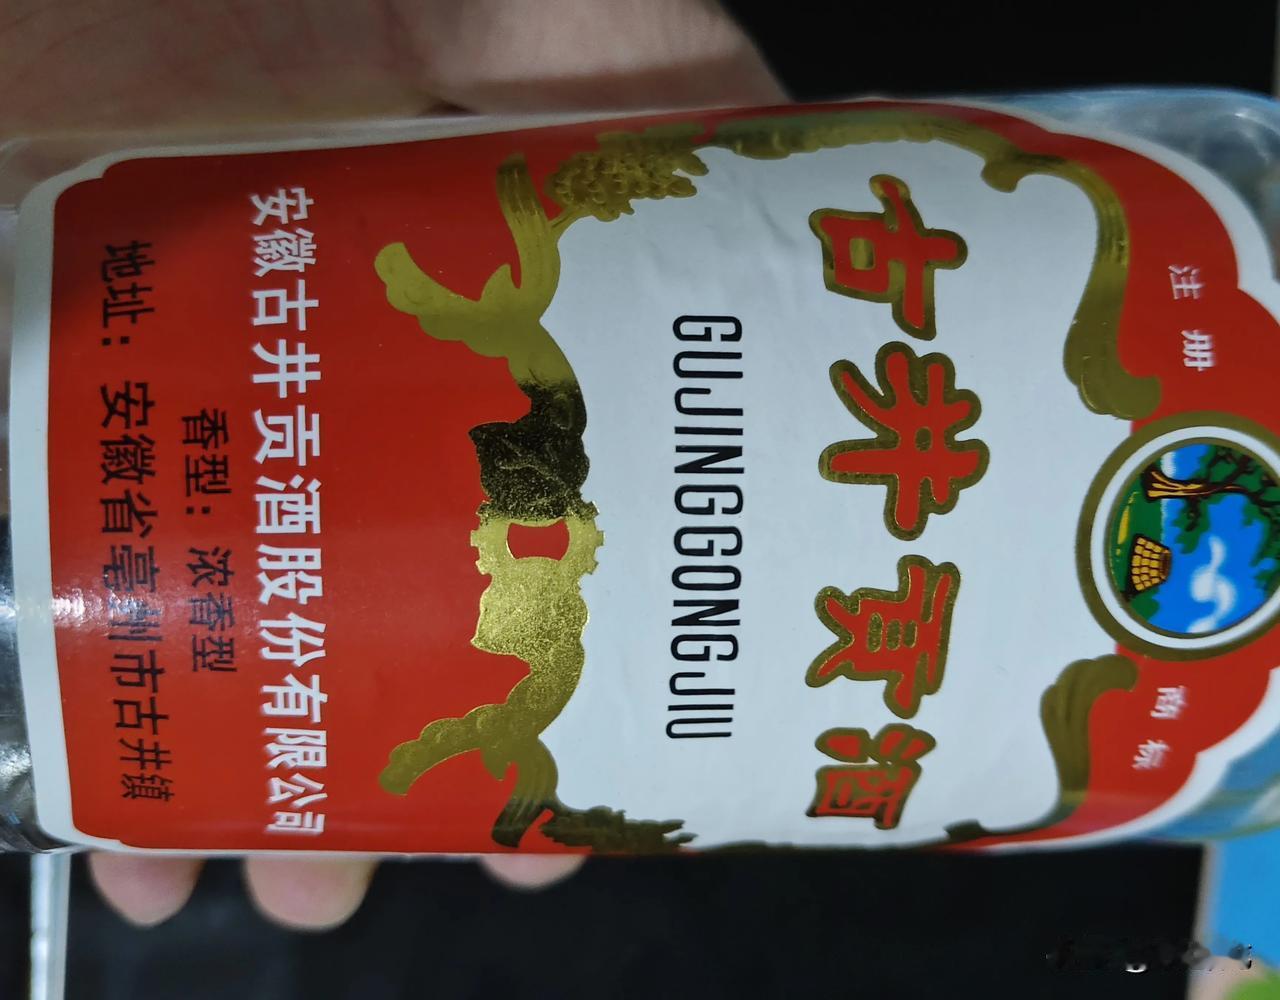 注册 商标
古井贡酒
GUJINGGONGJIU
安徽古井贡酒股份有限公司
香型：浓香型
地址：安徽省亳州市古井镇